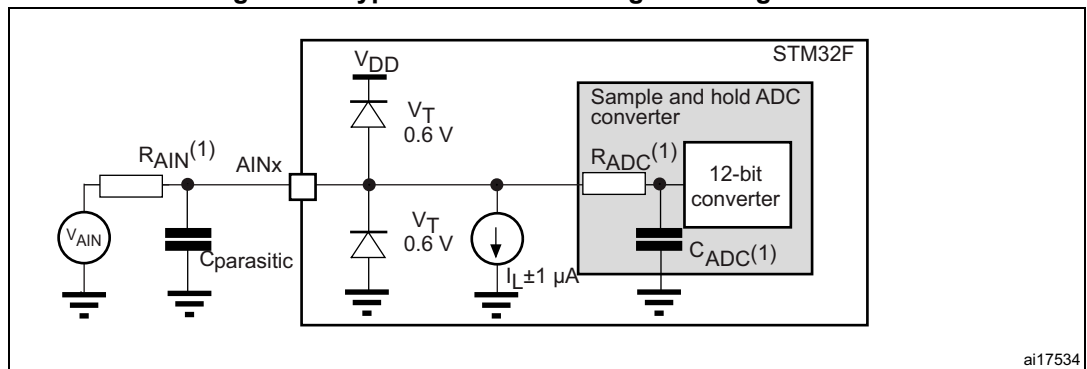 STM32F
VDD
VT
0.6 V
Sample and hold ADC
converter
RAIN(1)
AINx
RADC(1)
12-bit
converter
VAIN
Cparasitic
VT
0.6 V
IL±1 µA
CADC(1)
ai17534